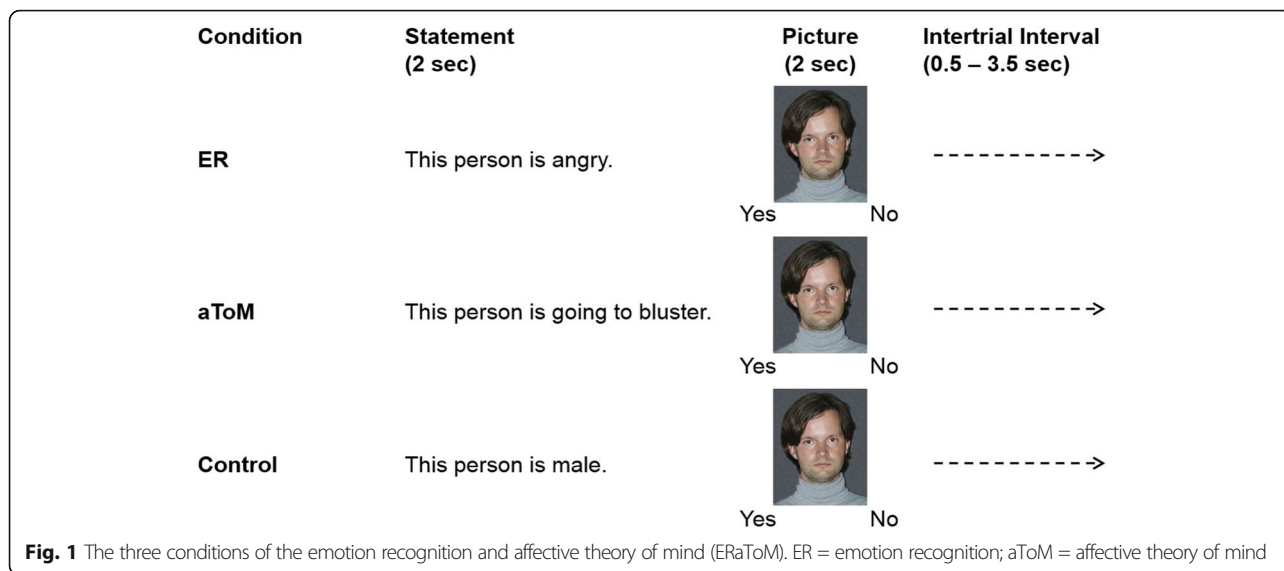 Condition Statement (2 sec) Picture (2 sec) Intertrial Interval (0.5 – 3.5 sec)
ER This person is angry.
Yes No
aToM This person is going to bluster.
Yes No
Control This person is male.
Yes No
Fig. 1 The three conditions of the emotion recognition and affective theory of mind (ERaToM). ER = emotion recognition; aToM = affective theory of mind